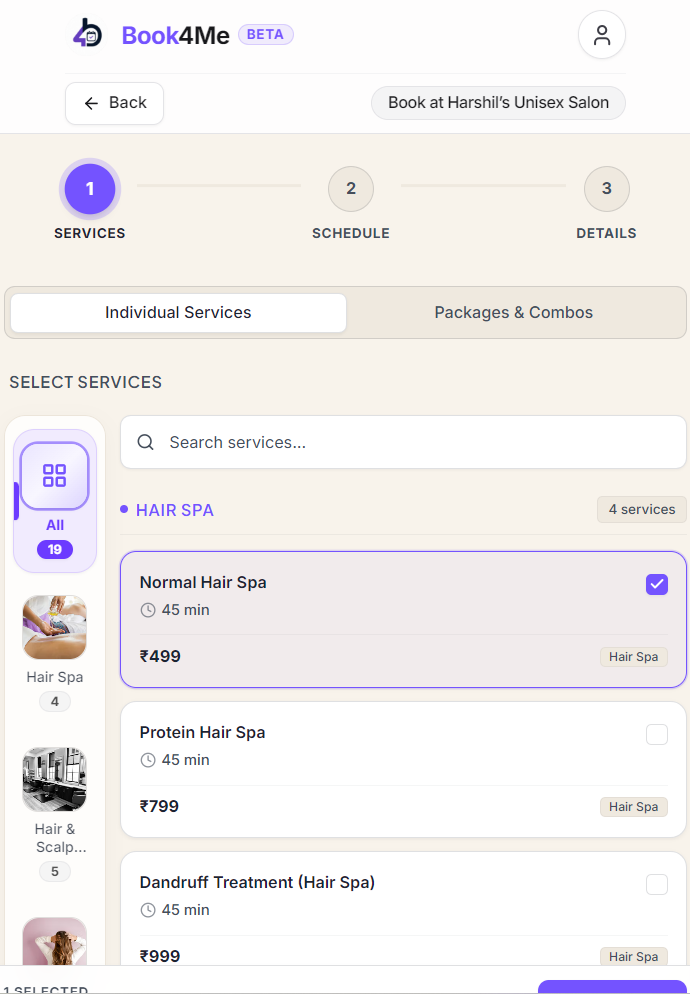 Book4Me BETA
Back
Book at Harshil's Unisex Salon
1
2
3
SERVICES
SCHEDULE
DETAILS
Individual Services
Packages & Combos
SELECT SERVICES
All
19
Hair Spa
4
Hair &
Scalp...
5
Search services...
HAIR SPA
4 services
Normal Hair Spa
45 min
₹499
Hair Spa
Protein Hair Spa
45 min
₹799
Hair Spa
Dandruff Treatment (Hair Spa)
45 min
₹999
Hair Spa
1 SELECTED